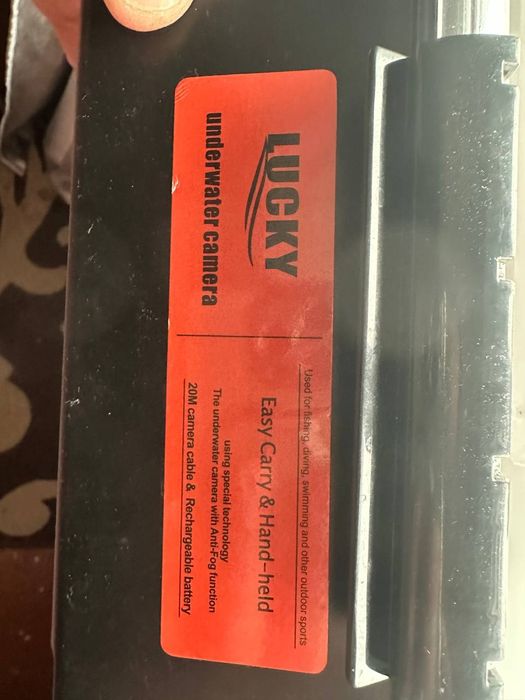 LUCKY
underwater camera
Used for fishing, diving, swimming and other outdoor sports
Easy Carry & Hand-held
using special technology
The underwater camera with Anti-Fog function
20M camera cable & Rechargeable battery